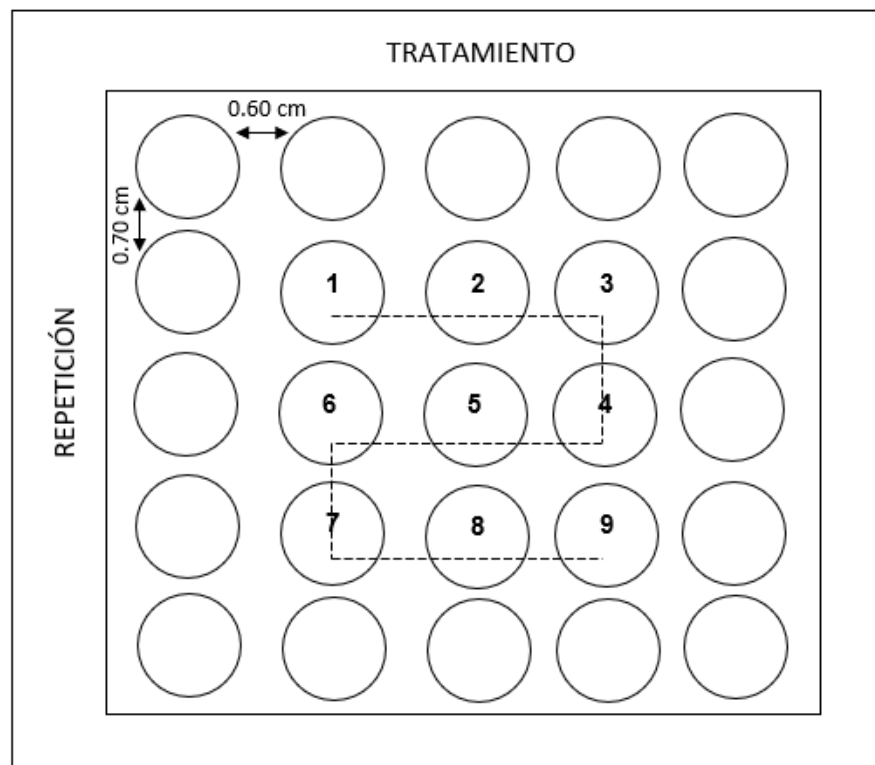 TRATAMIENTO
0.60 cm
0.70 cm
REPETICIÓN
1 2 3
6 5 4
7 8 9